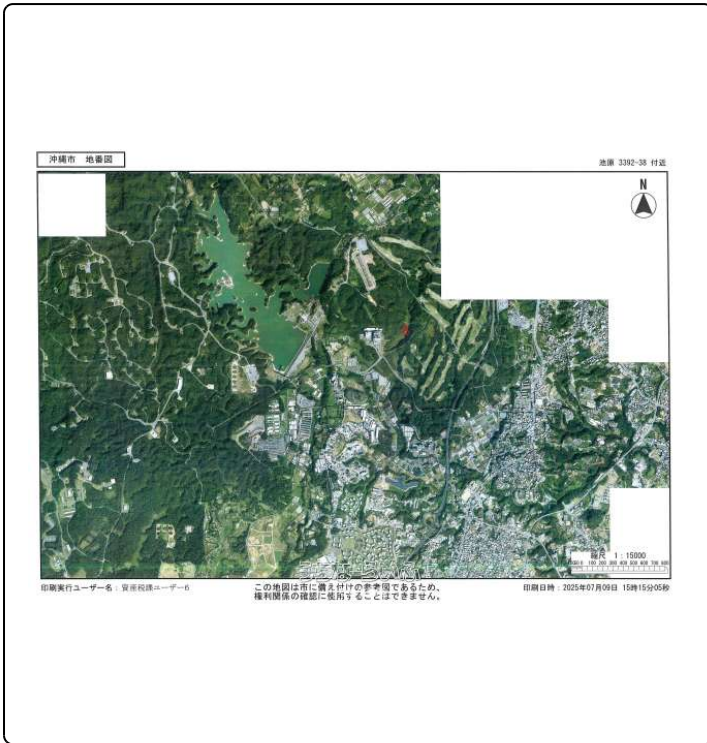 沖縄市 地番図
池原 3392-38 付近
N
縮尺 1:15000
印刷実行ユーザー名：資産税課ユーザー6
この地図は市に備え付けの参考図であるため、
権利関係の確認に使用することはできません。
印刷日時：2025年07月09日 15時15分05秒